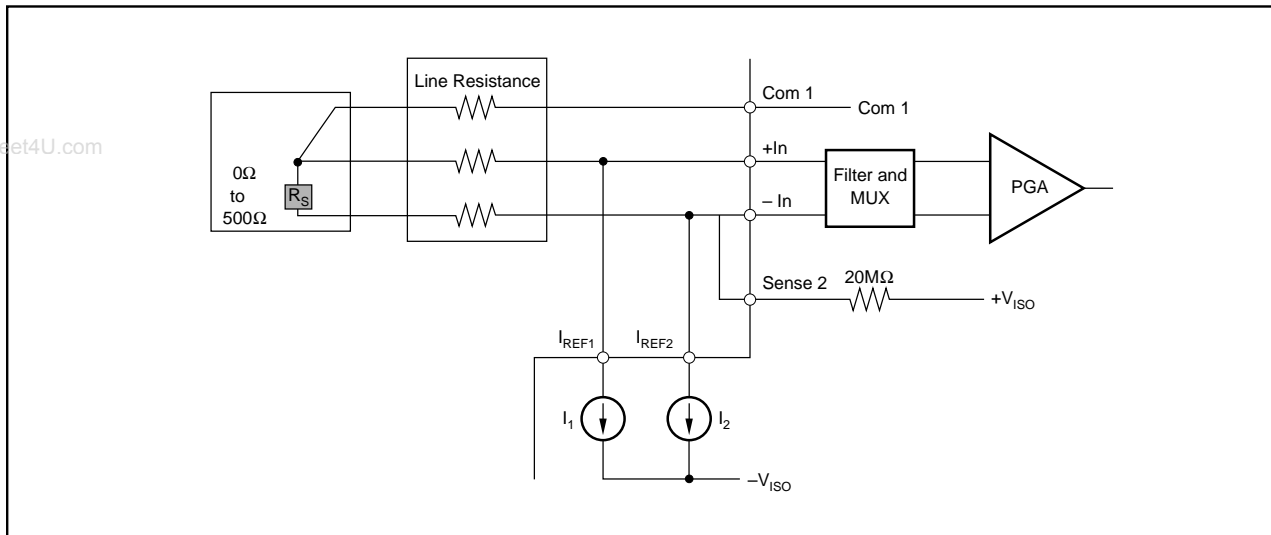 Line Resistance
Com 1
Com 1
eet4U.com
+In
0Ω
to
500Ω
R_S
Filter and
MUX
PGA
– In
Sense 2
20MΩ
+V_ISO
I_REF1
I_REF2
I_1
I_2
–V_ISO